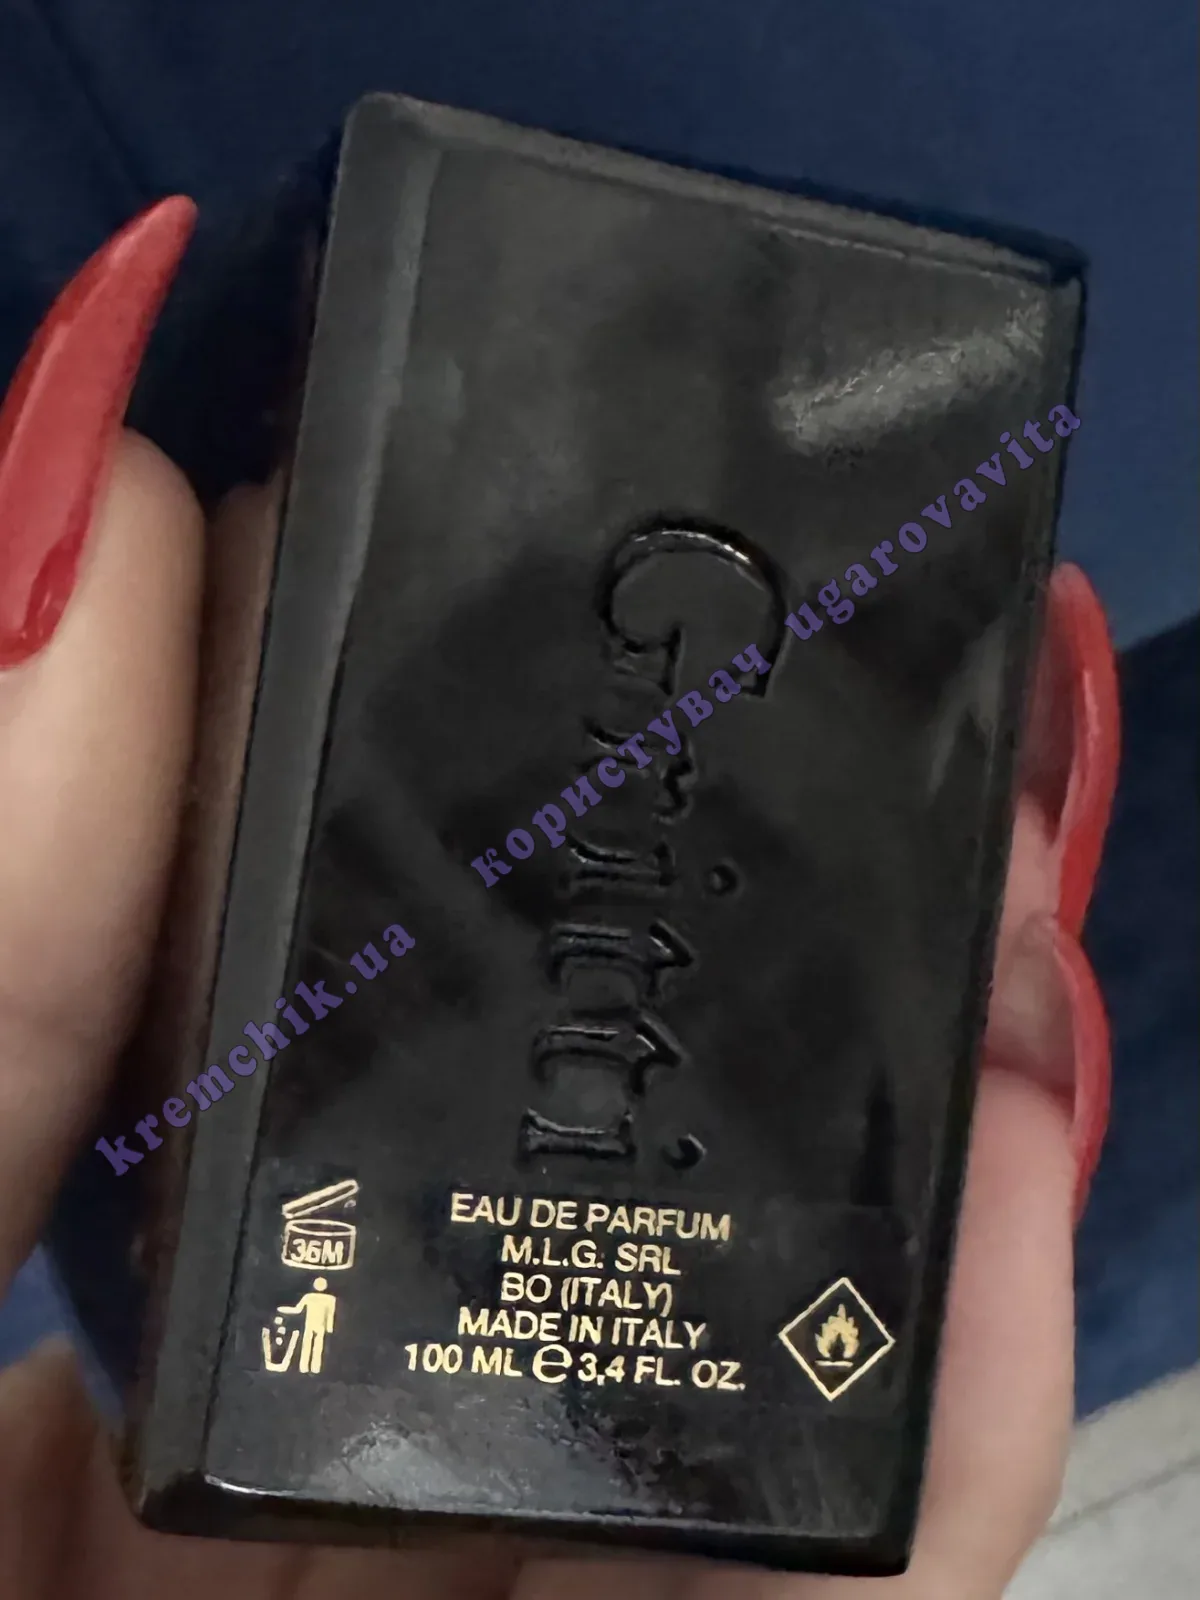 Gritti
36M
EAU DE PARFUM
M.L.G. SRL
BO (ITALY)
MADE IN ITALY
100 ML e 3,4 FL. OZ.
kremchik.ua користувач ugarovavita